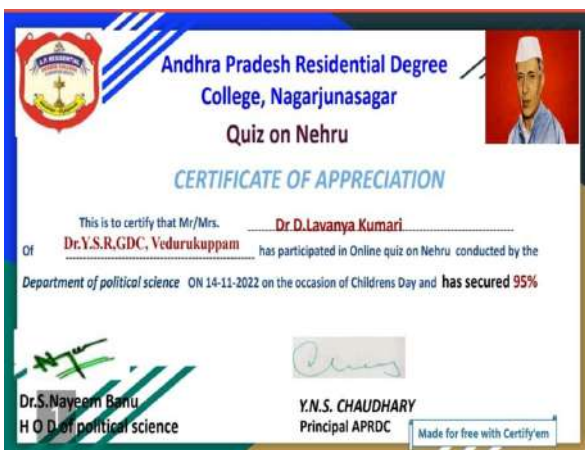 A.P. RESIDENTIAL
Andhra Pradesh Residential Degree
College, Nagarjunasagar
Quiz on Nehru
CERTIFICATE OF APPRECIATION
This is to certify that Mr/Mrs. Dr D.Lavanya Kumari
Of Dr.Y.S.R,GDC, Vedurukuppam has participated in Online quiz on Nehru conducted by the
Department of political science ON 14-11-2022 on the occasion of Childrens Day and has secured 95%
Dr.S.Nayeem Banu
H O D of political science
Y.N.S. CHAUDHARY
Principal APRDC
Made for free with Certify'em